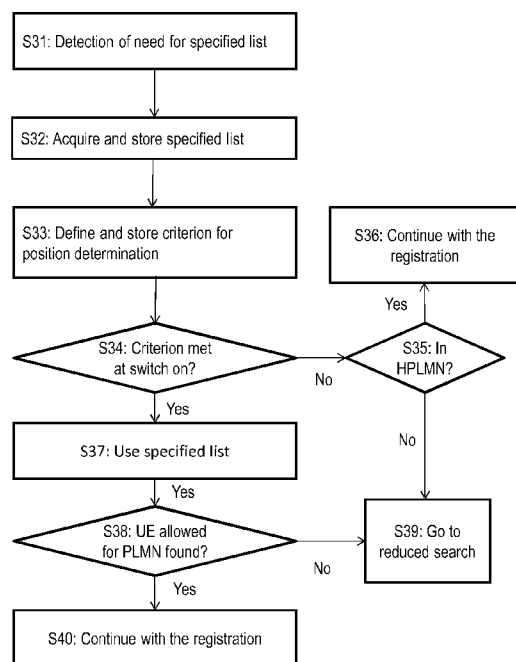 S31: Detection of need for specified list
S32: Acquire and store specified list
S33: Define and store criterion for
position determination
S36: Continue with the
registration
Yes
S34: Criterion met
at switch on?
No
S35: In
HPLMN?
Yes
No
S37: Use specified list
Yes
S38: UE allowed
for PLMN found?
No
S39: Go to
reduced search
Yes
S40: Continue with the registration